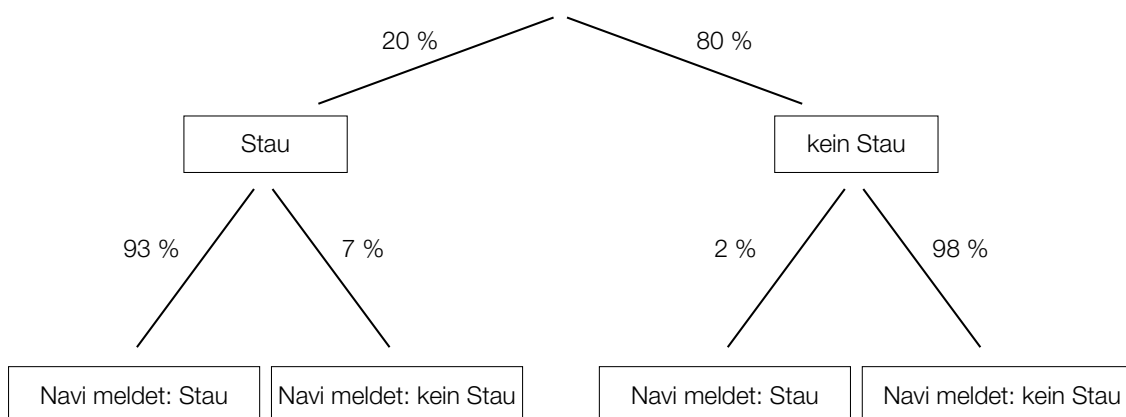 20 %
80 %
Stau
kein Stau
93 %
7 %
2 %
98 %
Navi meldet: Stau
Navi meldet: kein Stau
Navi meldet: Stau
Navi meldet: kein Stau